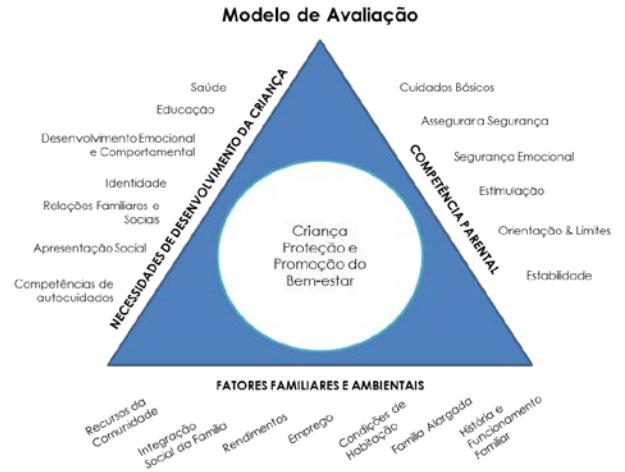 Modelo de Avaliação
Saúde
Educação
Desenvolvimento Emocional
e Comportamental
Identidade
Relações Familiares e
Sociais
Apresentação Social
Competências de
autocuidados
NECESSIDADES DE DESENVOLVIMENTO DA CRIANÇA
Criança
Proteção e
Promoção do
Bem-estar
COMPETÊNCIA PARENTAL
Cuidados Básicos
Assegurar a Segurança
Segurança Emocional
Estimulação
Orientação & Limites
Estabilidade
FATORES FAMILIARES E AMBIENTAIS
Recursos da
Comunidade
Integração
Social da Família
Rendimentos
Emprego
Condições de
Habitação
Família Alargada
História e
Funcionamento
Familiar